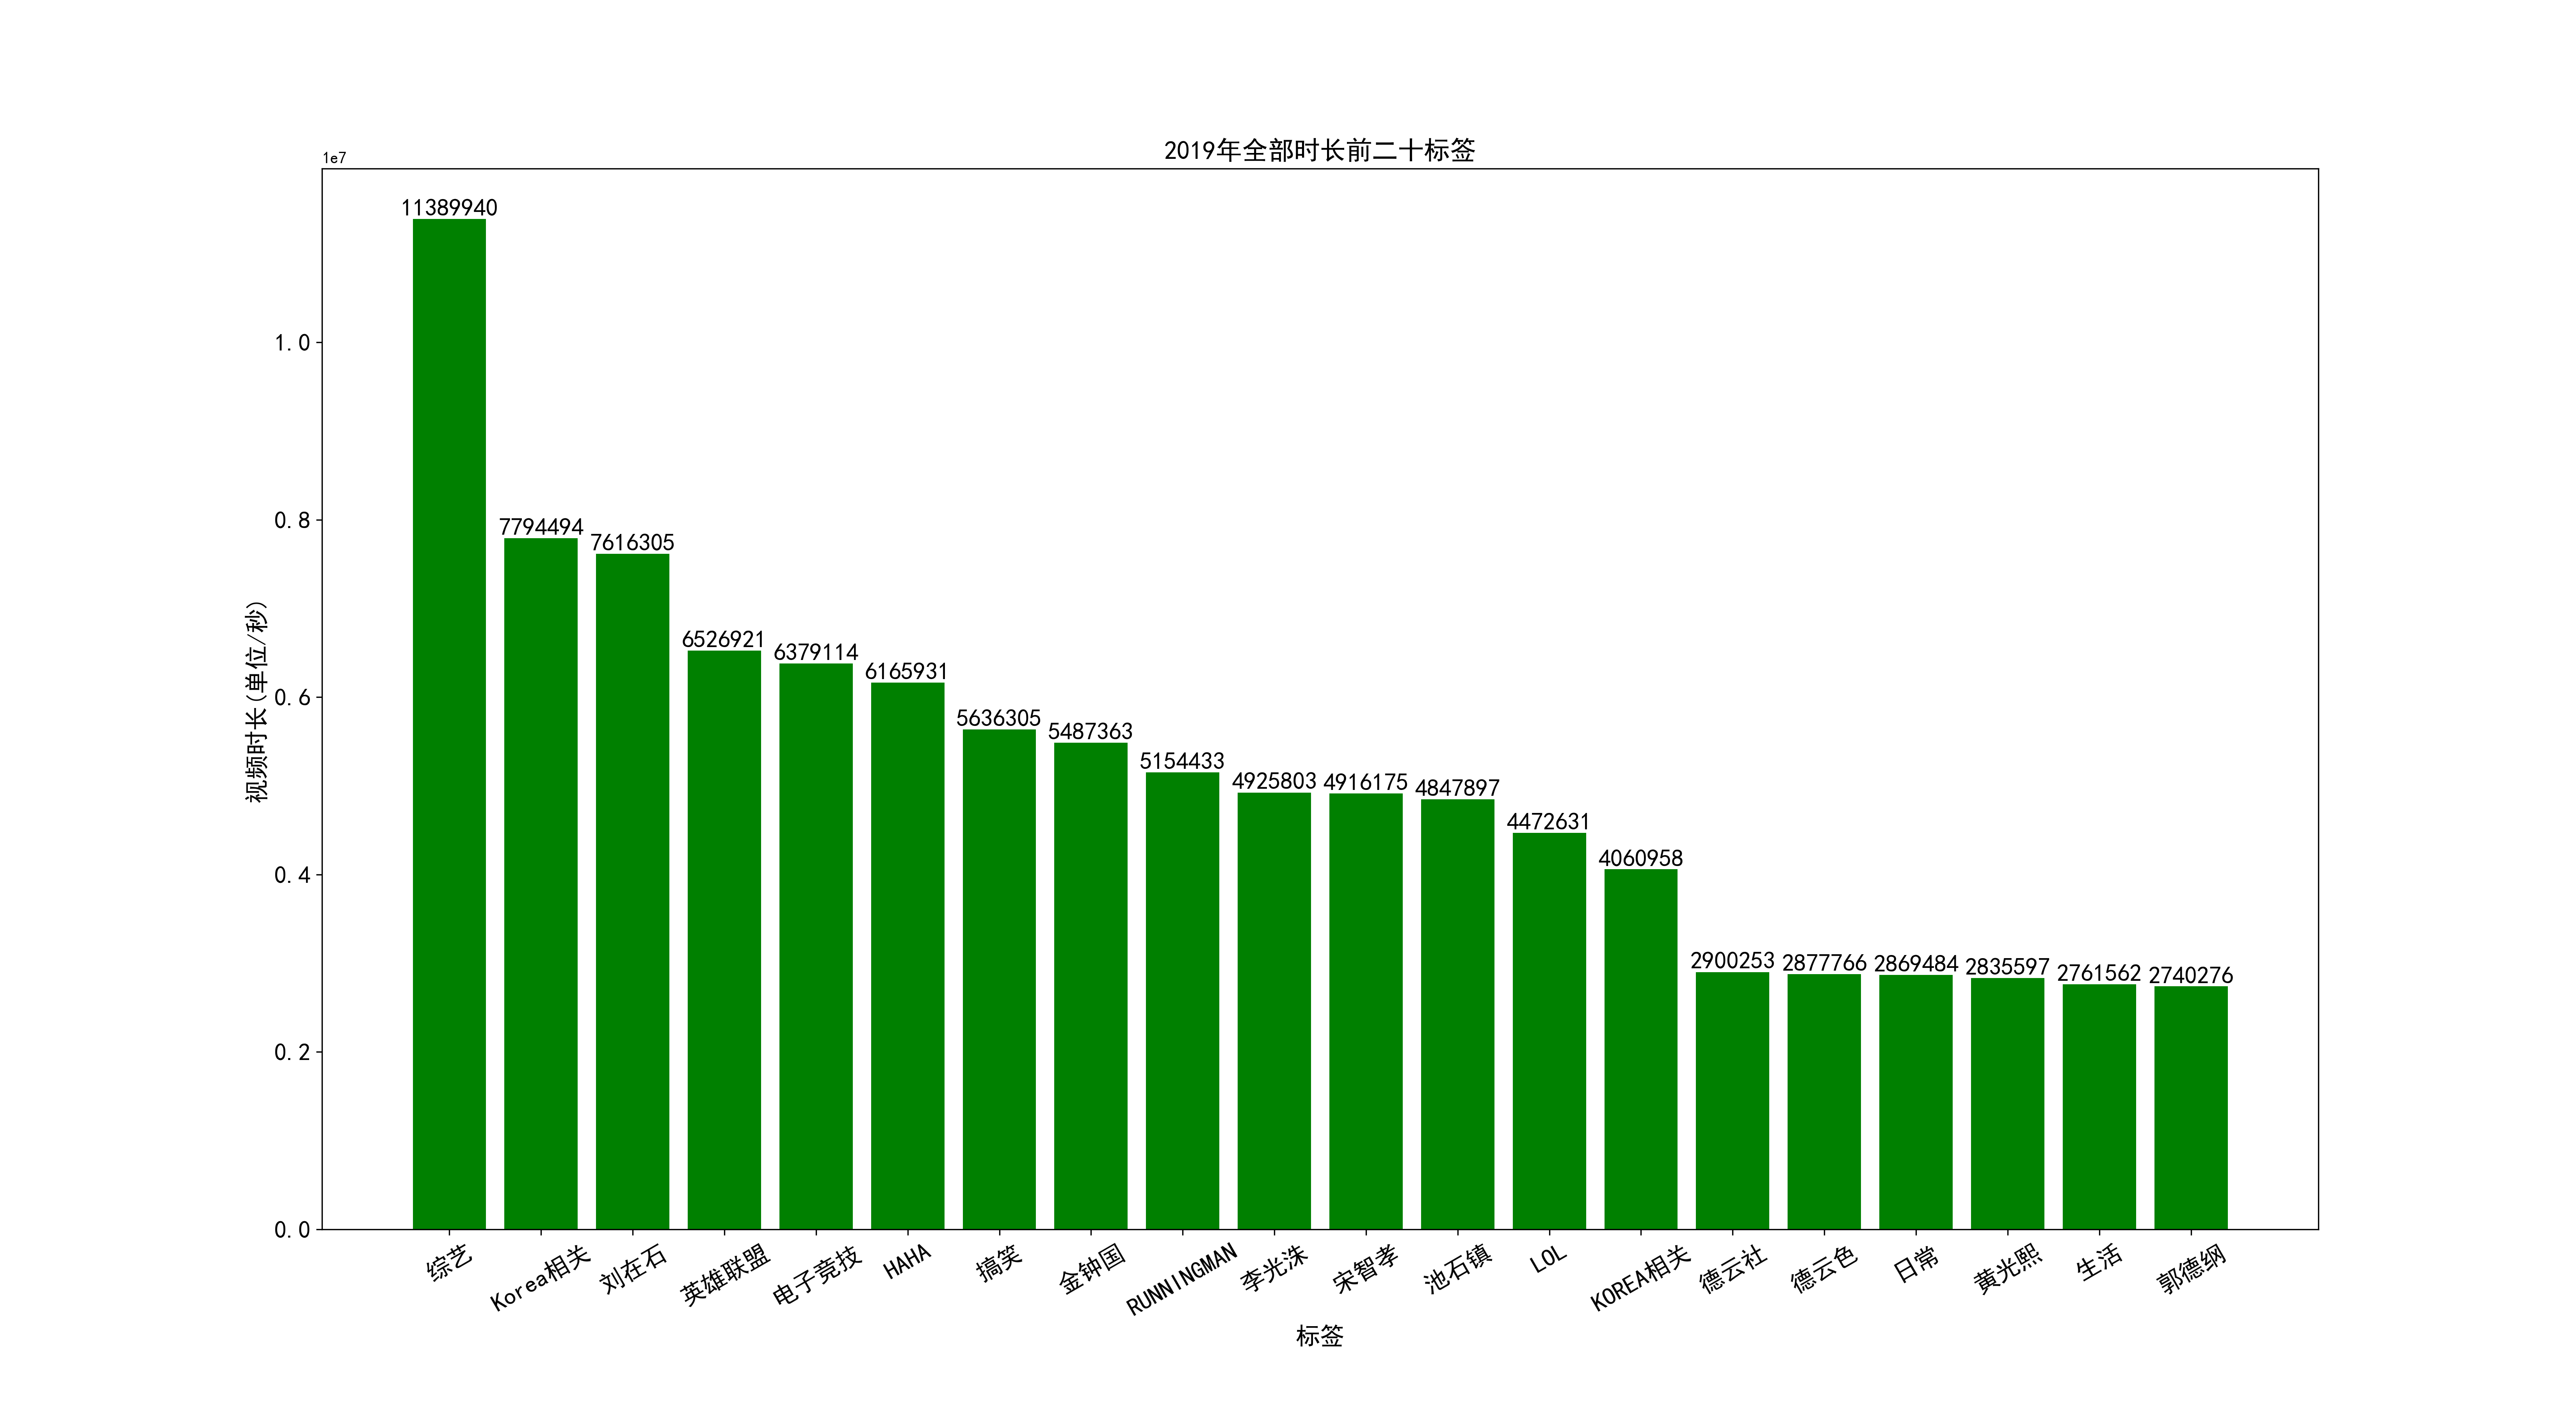 2019年全部时长前二十标签
1e7
11389940
7794494
7616305
6526921
6379114
6165931
5636305
5487363
5154433
4925803
4916175
4847897
4472631
4060958
2900253
2877766
2869484
2835597
2761562
2740276
1.0
0.8
0.6
0.4
0.2
0.0
视频时长(单位/秒)
综艺
Korea相关
刘在石
英雄联盟
电子竞技
HAHA
搞笑
金钟国
RUNNINGMAN
李光洙
宋智孝
池石镇
LOL
KOREA相关
德云社
德云色
日常
黄光熙
生活
郭德纲
标签